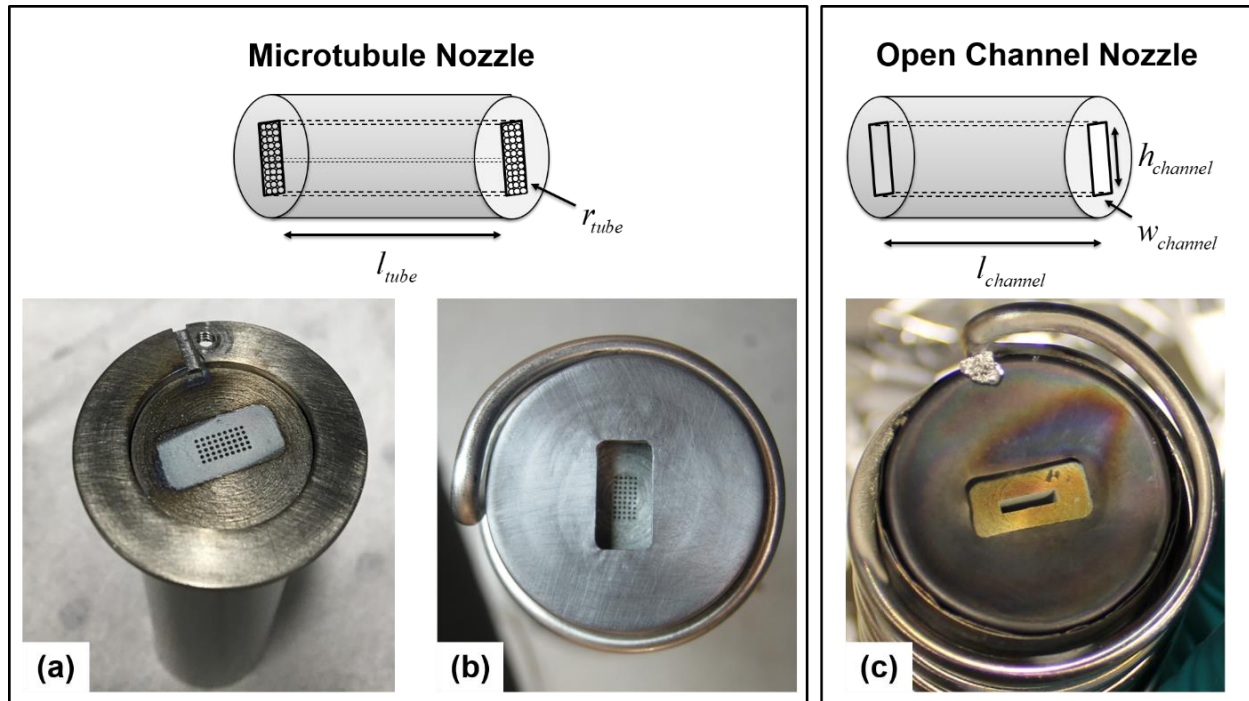 Microtubule Nozzle
r_tube
l_tube
(a)
(b)
Open Channel Nozzle
h_channel
w_channel
l_channel
(c)